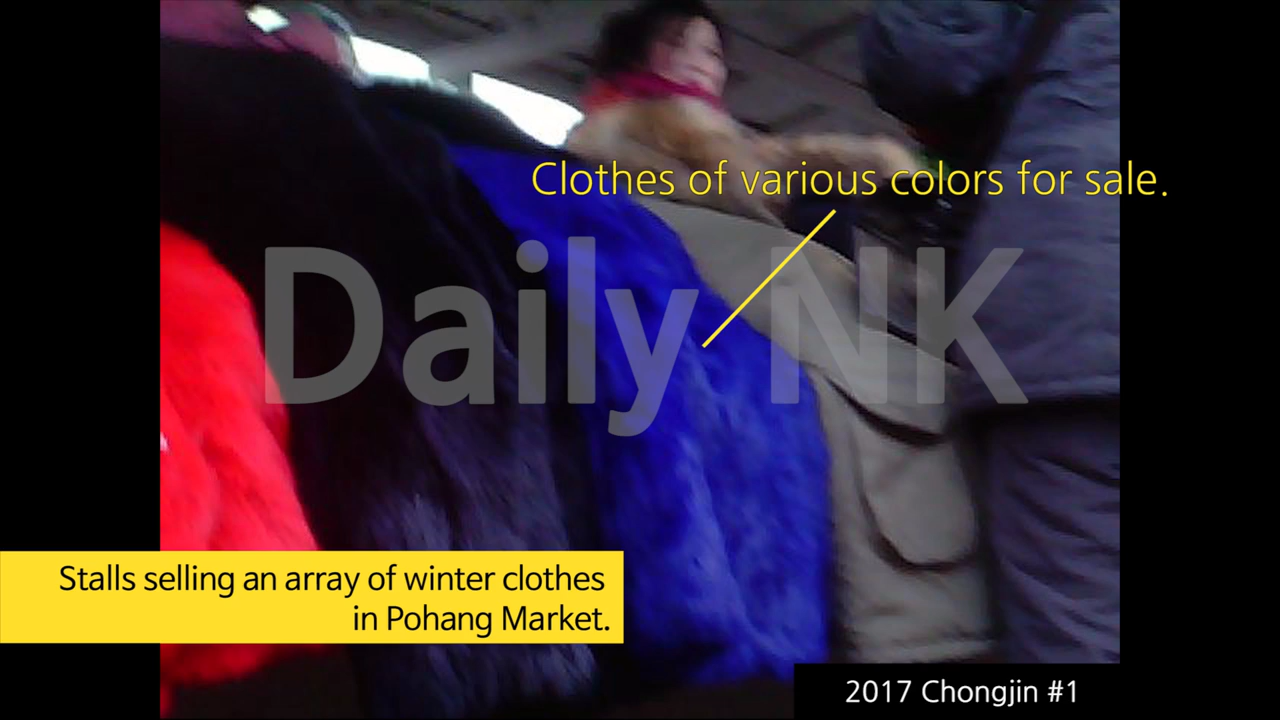 Clothes of various colors for sale.
Daily NK
Stalls selling an array of winter clothes
in Pohang Market.
2017 Chongjin #1